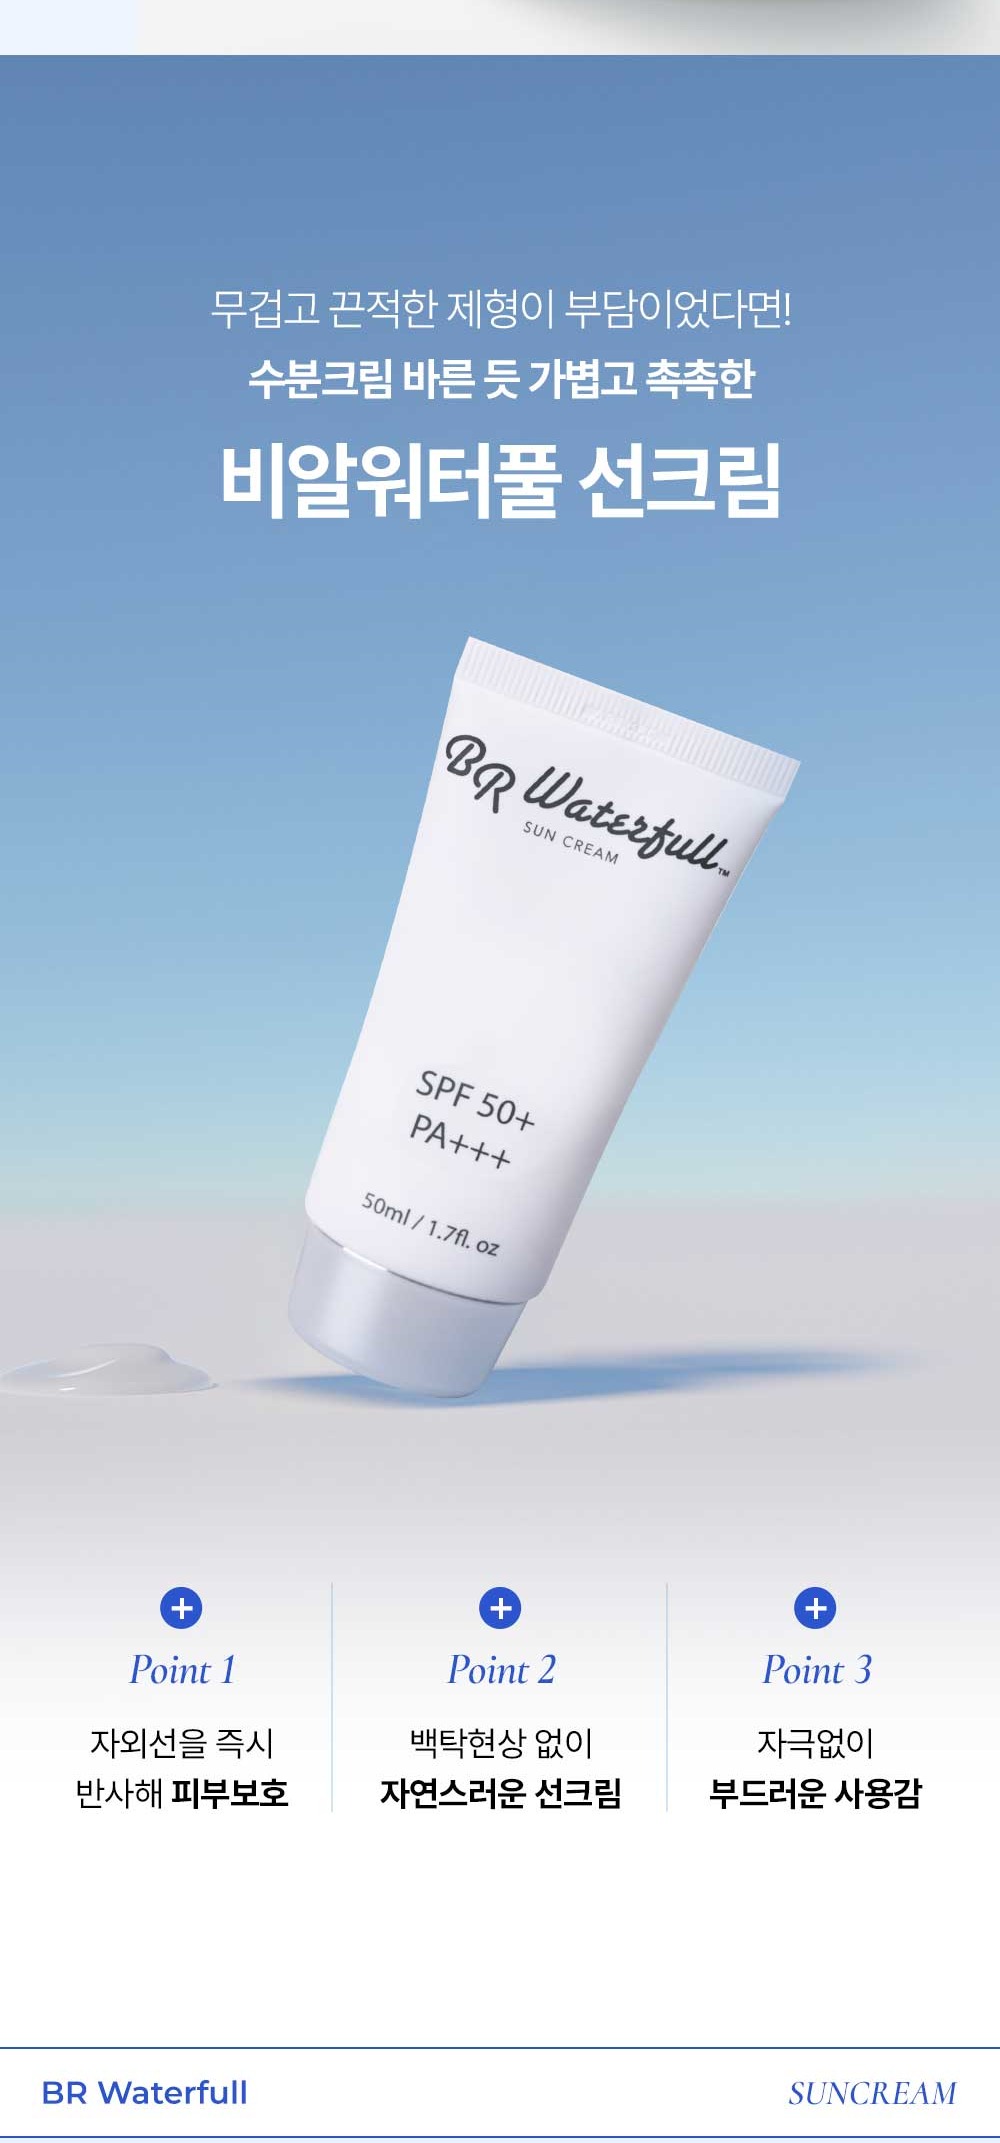 무겁고 끈적한 제형이 부담이었다면!
수분크림 바른 듯 가볍고 촉촉한
비알워터풀 선크림
BR Waterfull™
SUN CREAM
SPF 50+
PA+++
50ml / 1.7fl. oz
Point 1
자외선을 즉시
반사해 피부보호
Point 2
백탁현상 없이
자연스러운 선크림
Point 3
자극없이
부드러운 사용감
BR Waterfull
SUNCREAM